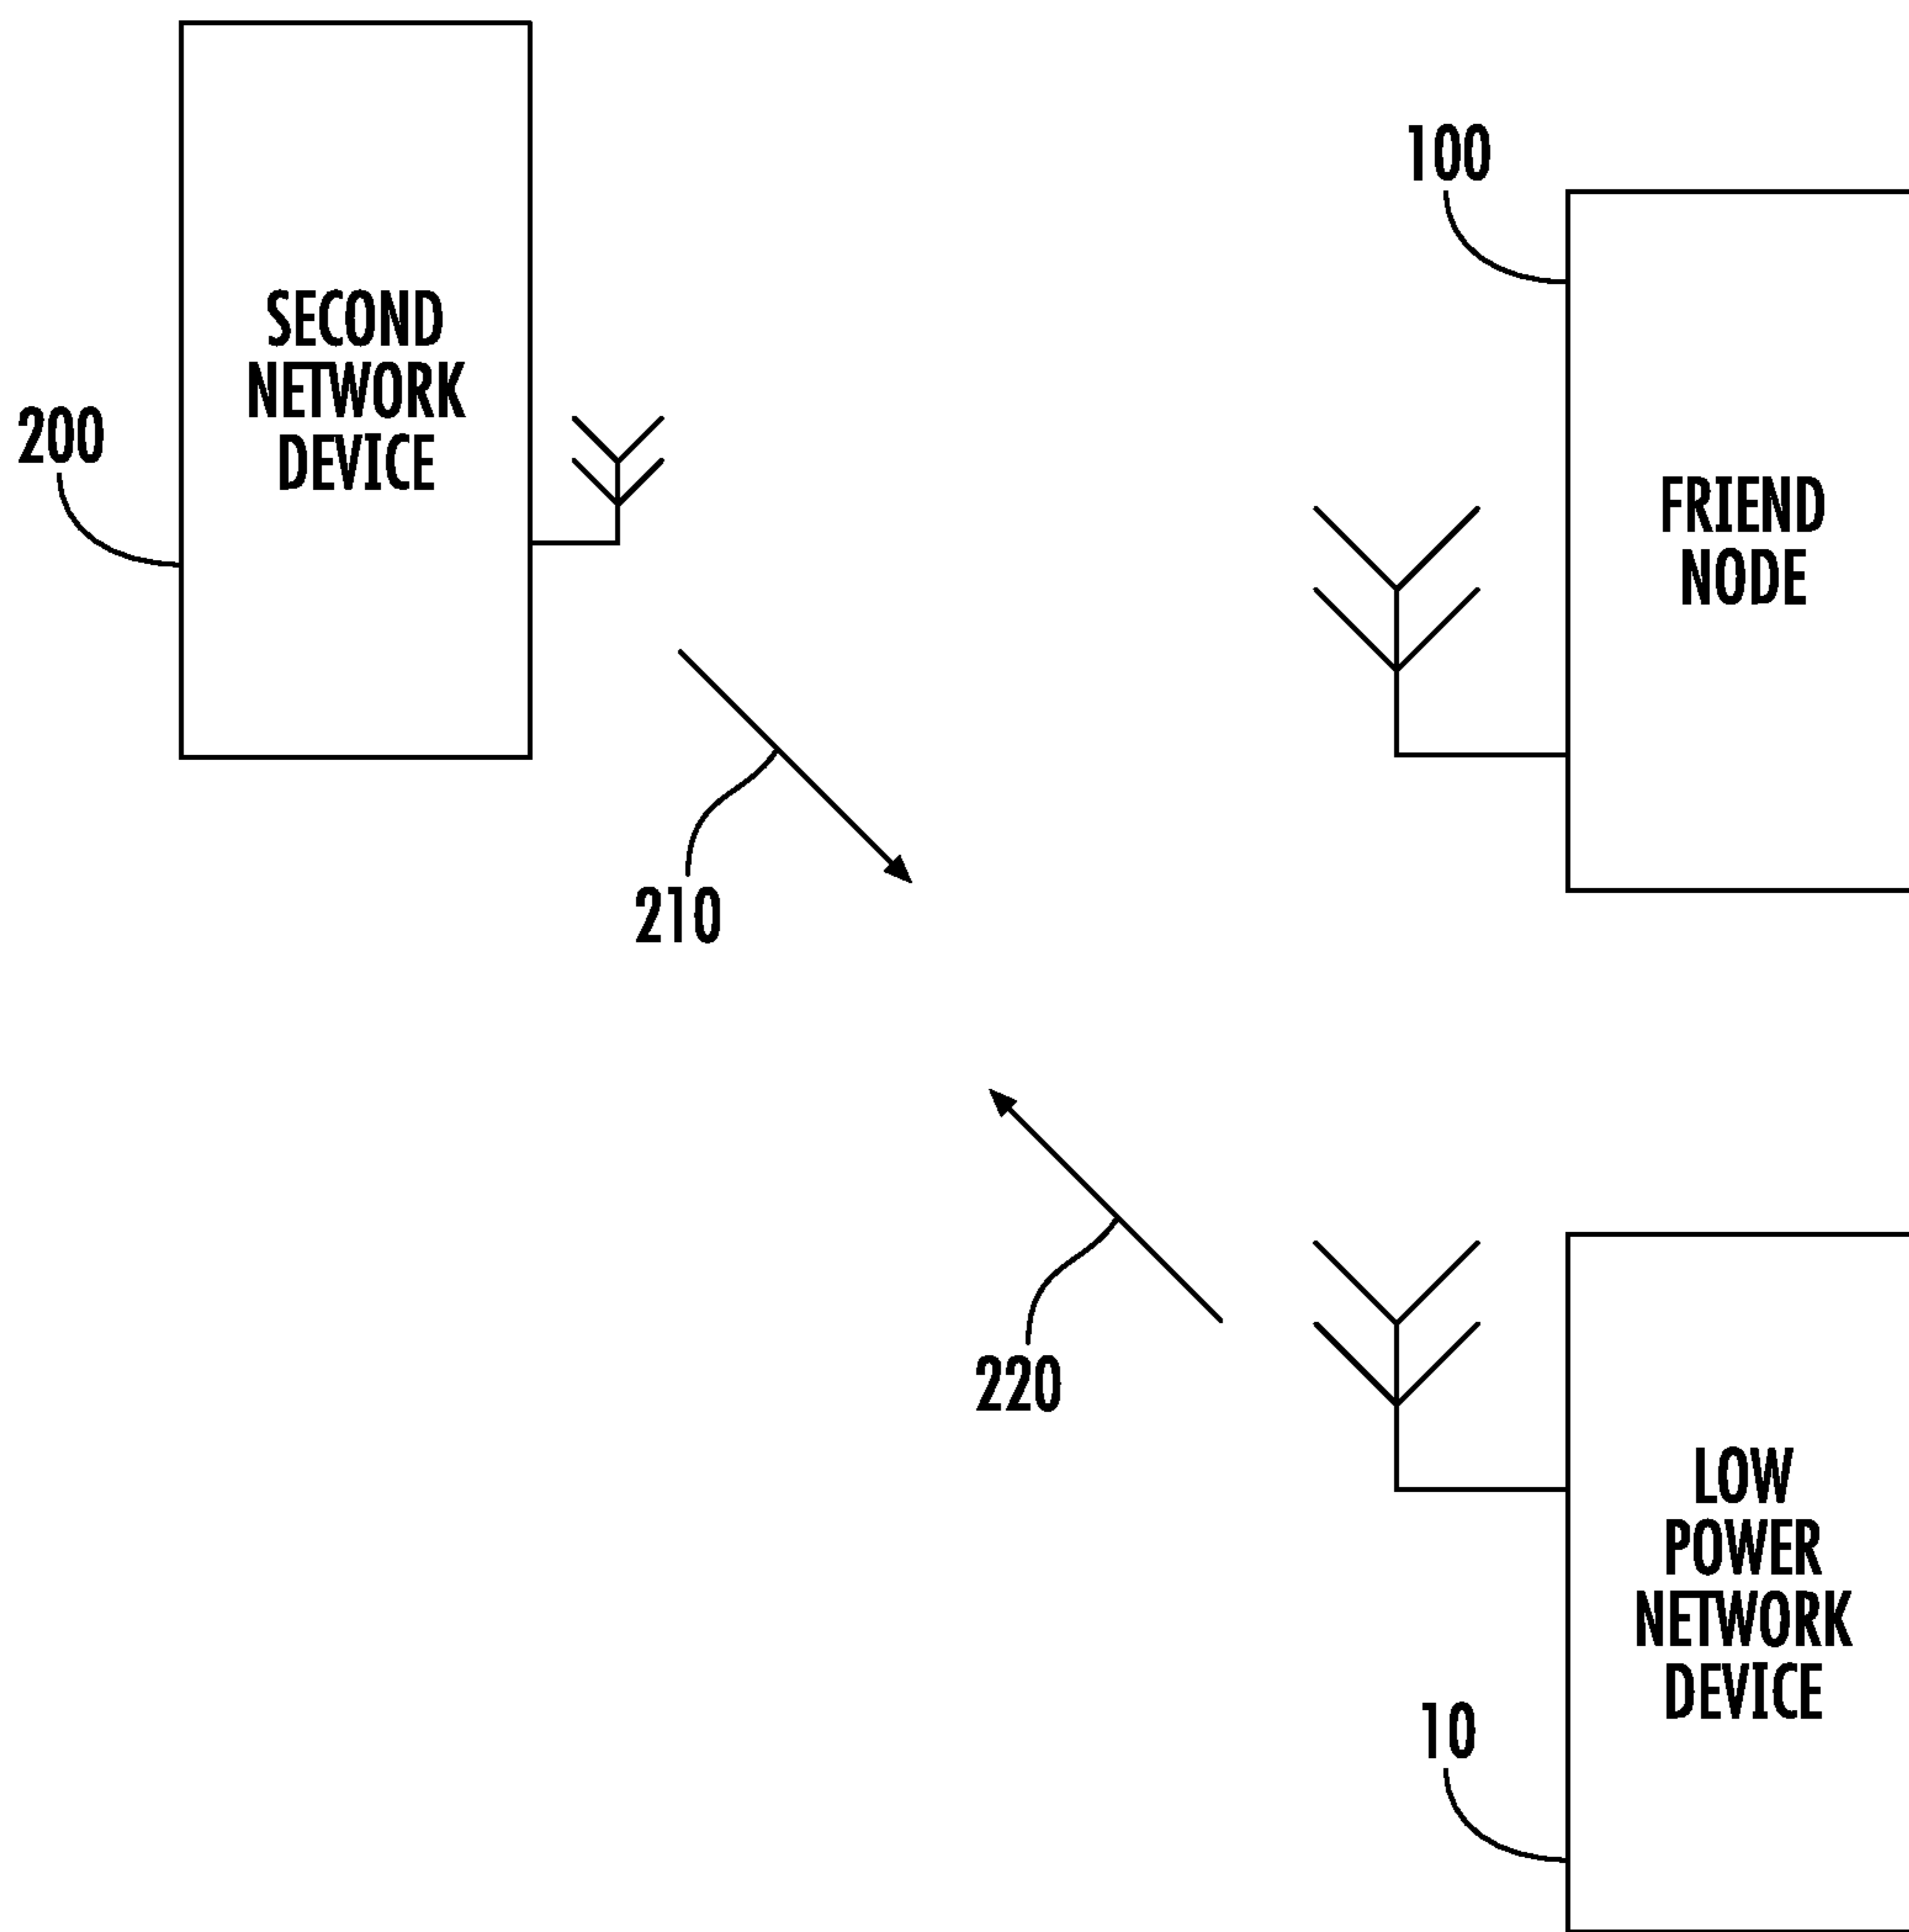 SECOND
NETWORK
DEVICE
200
100
FRIEND
NODE
210
220
LOW
POWER
NETWORK
DEVICE
10